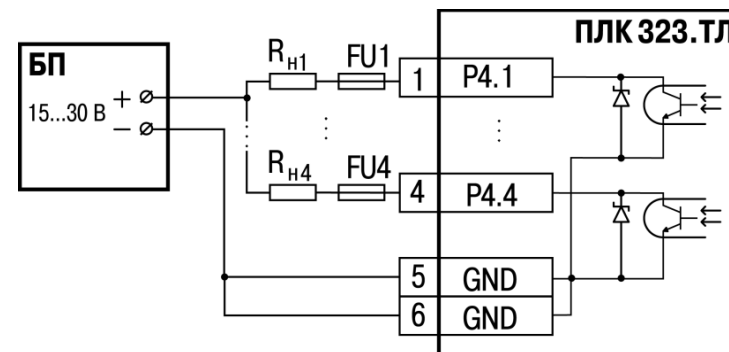 ПЛК 323.ТЛ
БП
15...30 В
+
−
Rн1
FU1
1
P4.1
Rн4
FU4
4
P4.4
5
GND
6
GND